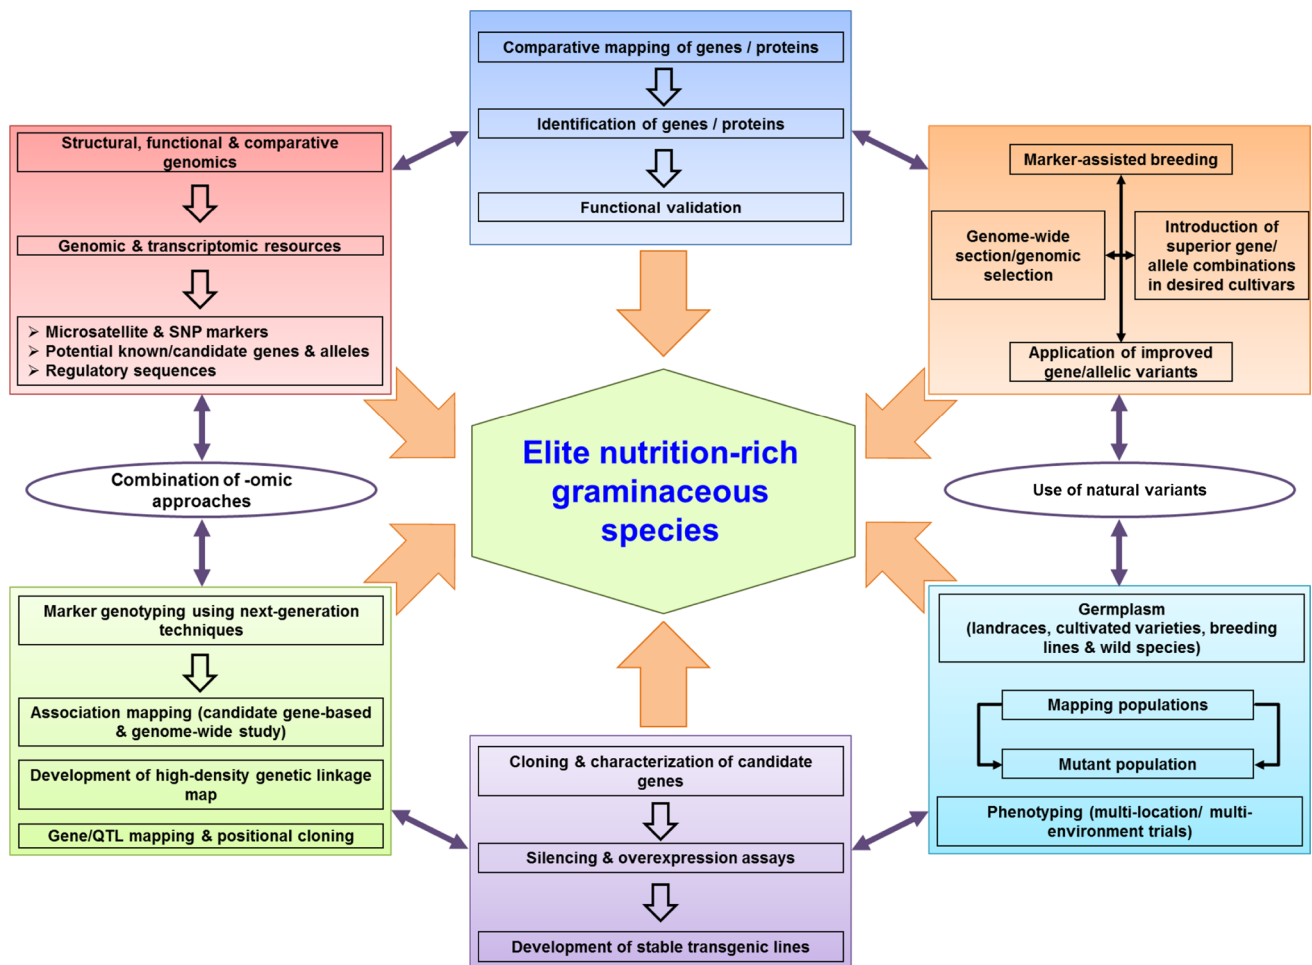 Comparative mapping of genes / proteins
Identification of genes / proteins
Functional validation
Structural, functional & comparative
genomics
Genomic & transcriptomic resources
➢ Microsatellite & SNP markers
➢ Potential known/candidate genes & alleles
➢ Regulatory sequences
Marker-assisted breeding
Genome-wide
section/genomic
selection
Introduction of
superior gene/
allele combinations
in desired cultivars
Application of improved
gene/allelic variants
Combination of -omic
approaches
Elite nutrition-rich
graminaceous
species
Use of natural variants
Marker genotyping using next-generation
techniques
Association mapping (candidate gene-based
& genome-wide study)
Development of high-density genetic linkage
map
Gene/QTL mapping & positional cloning
Cloning & characterization of candidate
genes
Silencing & overexpression assays
Development of stable transgenic lines
Germplasm
(landraces, cultivated varieties, breeding
lines & wild species)
Mapping populations
Mutant population
Phenotyping (multi-location/ multi-
environment trials)